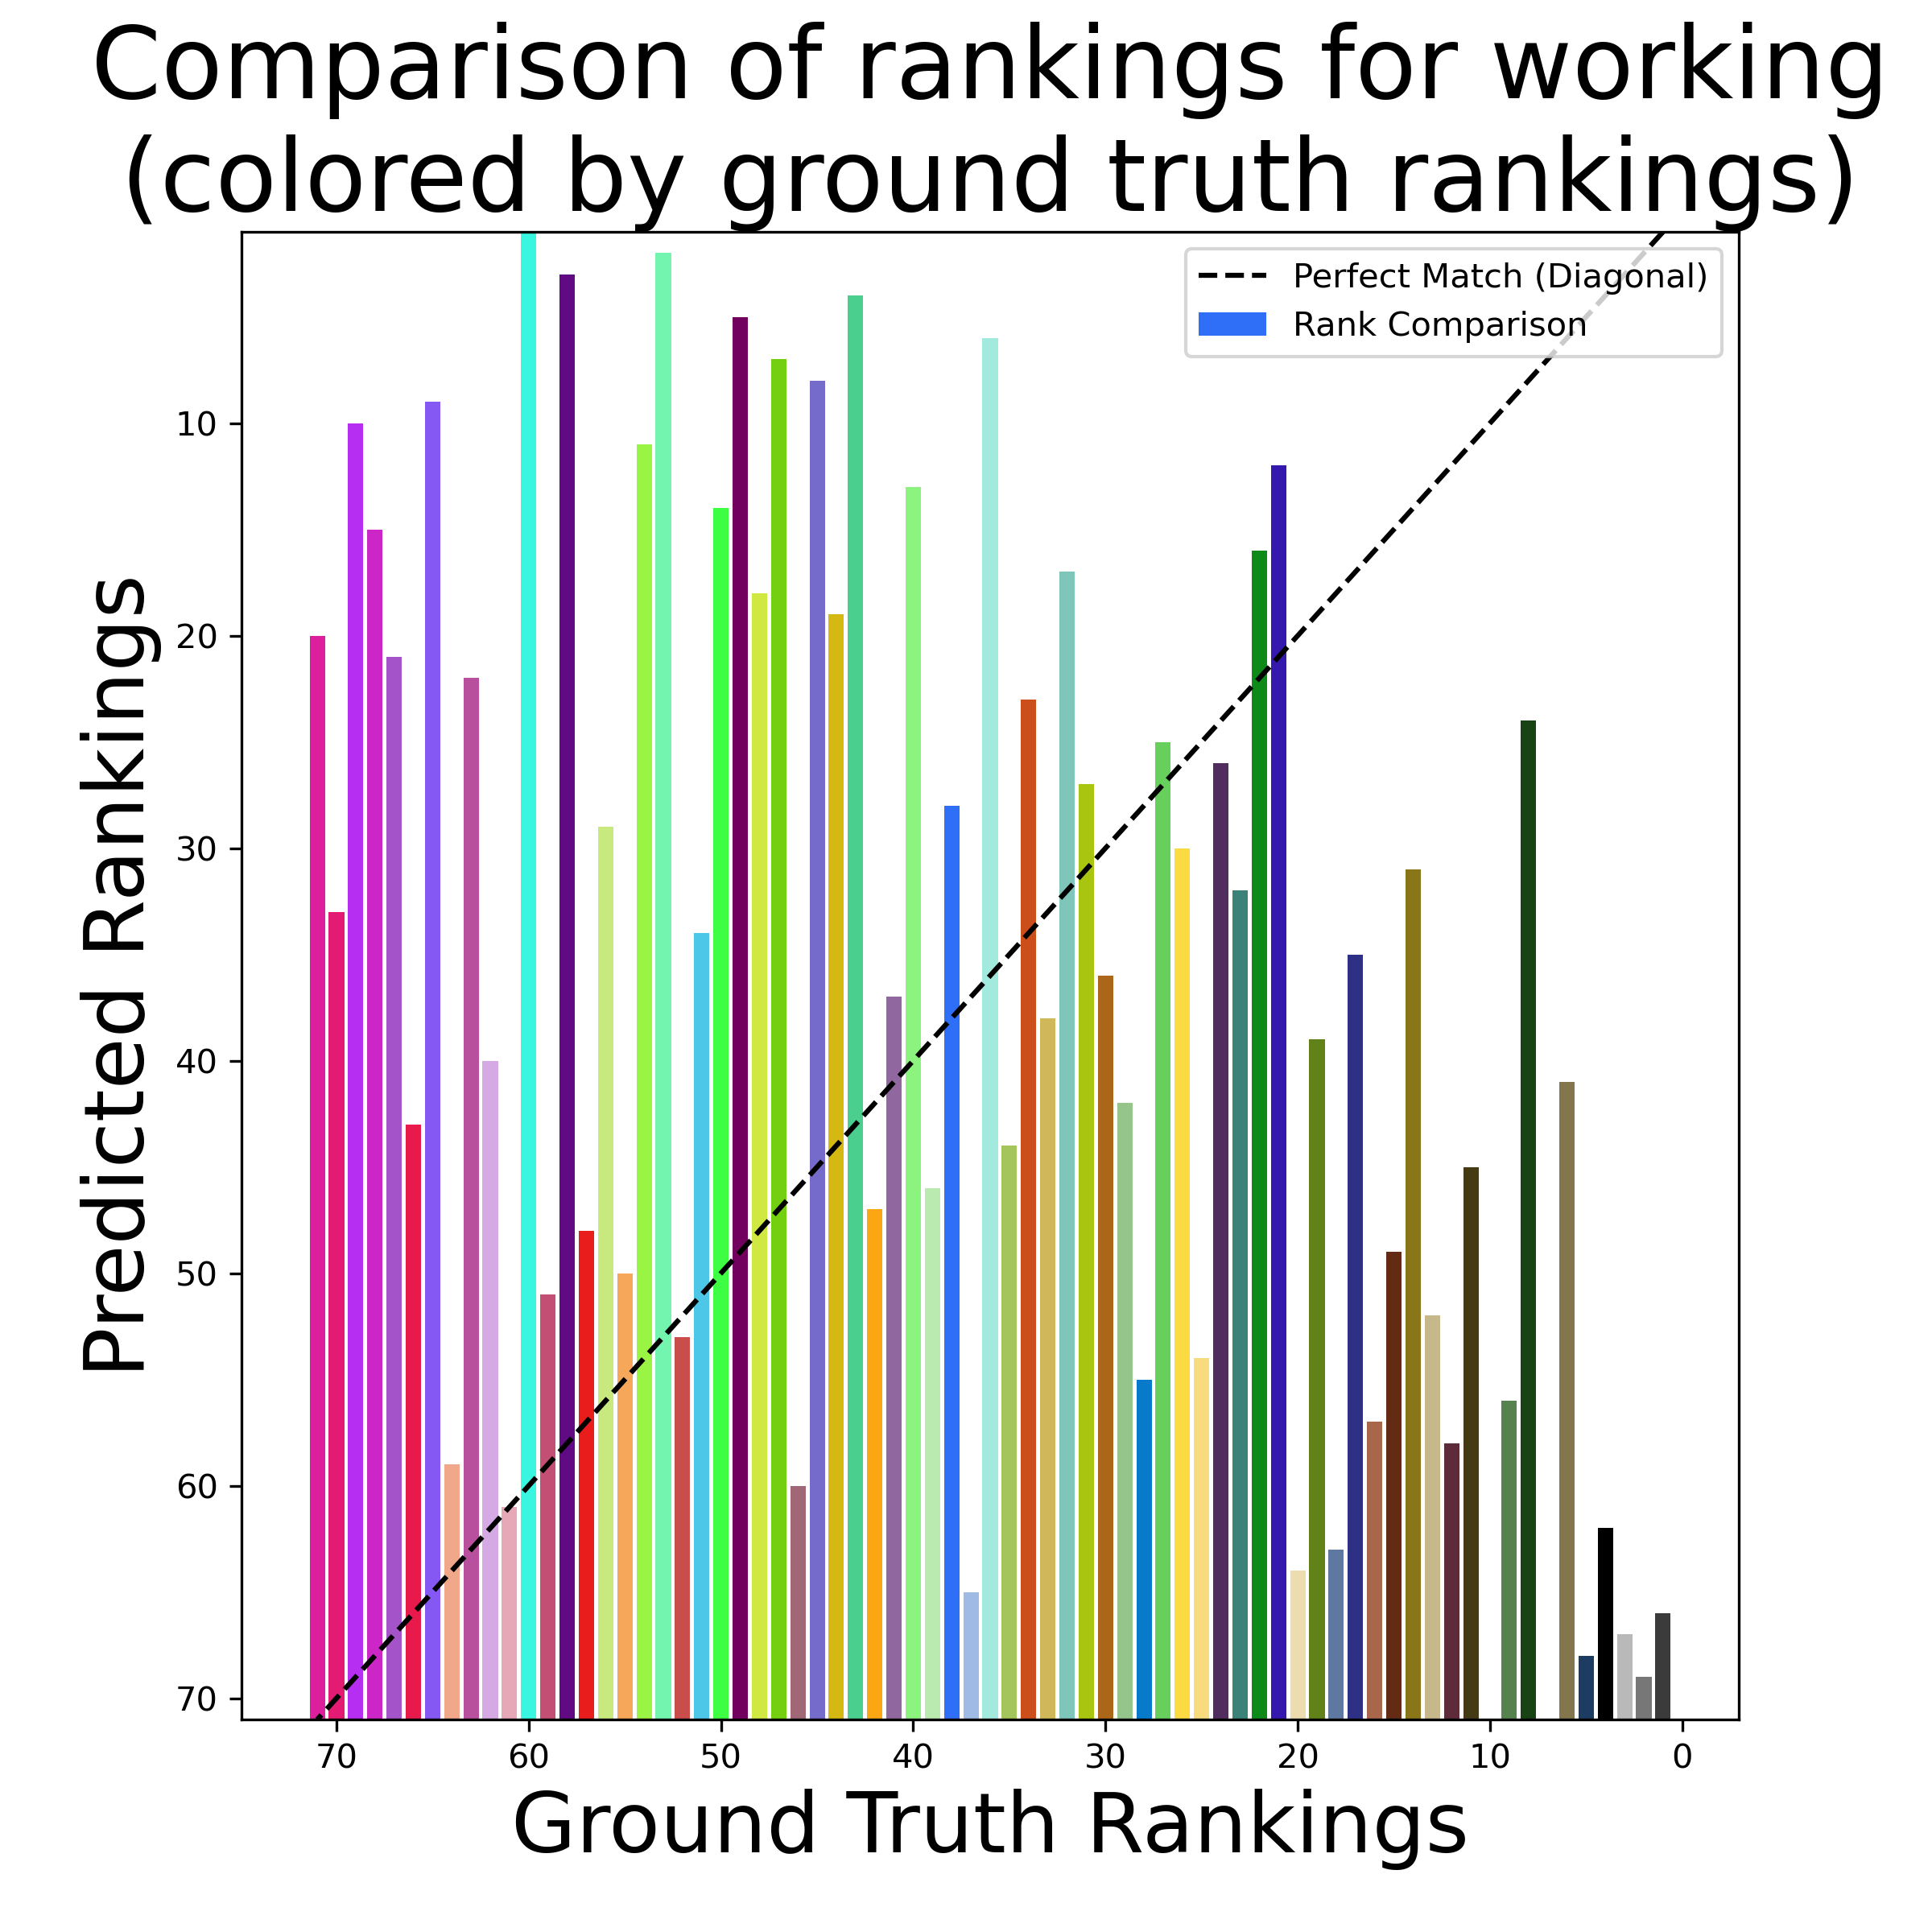 Comparison of rankings for working
(colored by ground truth rankings)
Perfect Match (Diagonal)
Rank Comparison
Predicted Rankings
10
20
30
40
50
60
70
70 60 50 40 30 20 10 0
Ground Truth Rankings